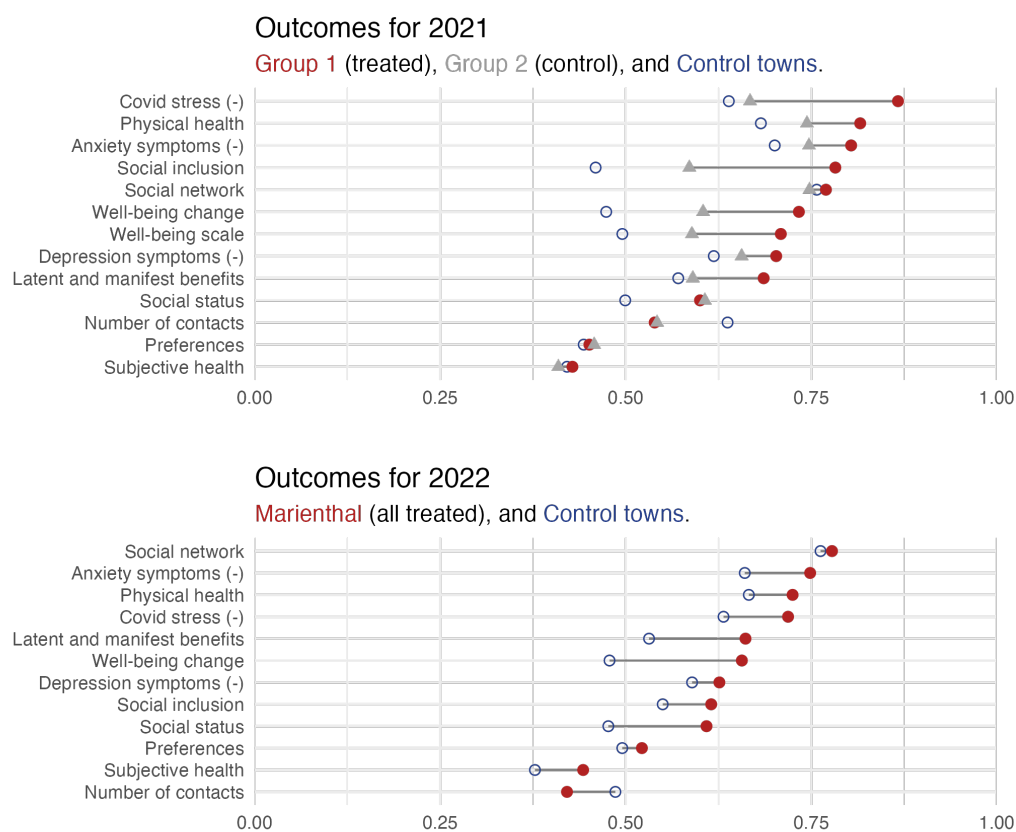 Outcomes for 2021
Group 1 (treated), Group 2 (control), and Control towns.
Covid stress (-)
Physical health
Anxiety symptoms (-)
Social inclusion
Social network
Well-being change
Well-being scale
Depression symptoms (-)
Latent and manifest benefits
Social status
Number of contacts
Preferences
Subjective health
0.00 0.25 0.50 0.75 1.00
Outcomes for 2022
Marienthal (all treated), and Control towns.
Social network
Anxiety symptoms (-)
Physical health
Covid stress (-)
Latent and manifest benefits
Well-being change
Depression symptoms (-)
Social inclusion
Social status
Preferences
Subjective health
Number of contacts
0.00 0.25 0.50 0.75 1.00